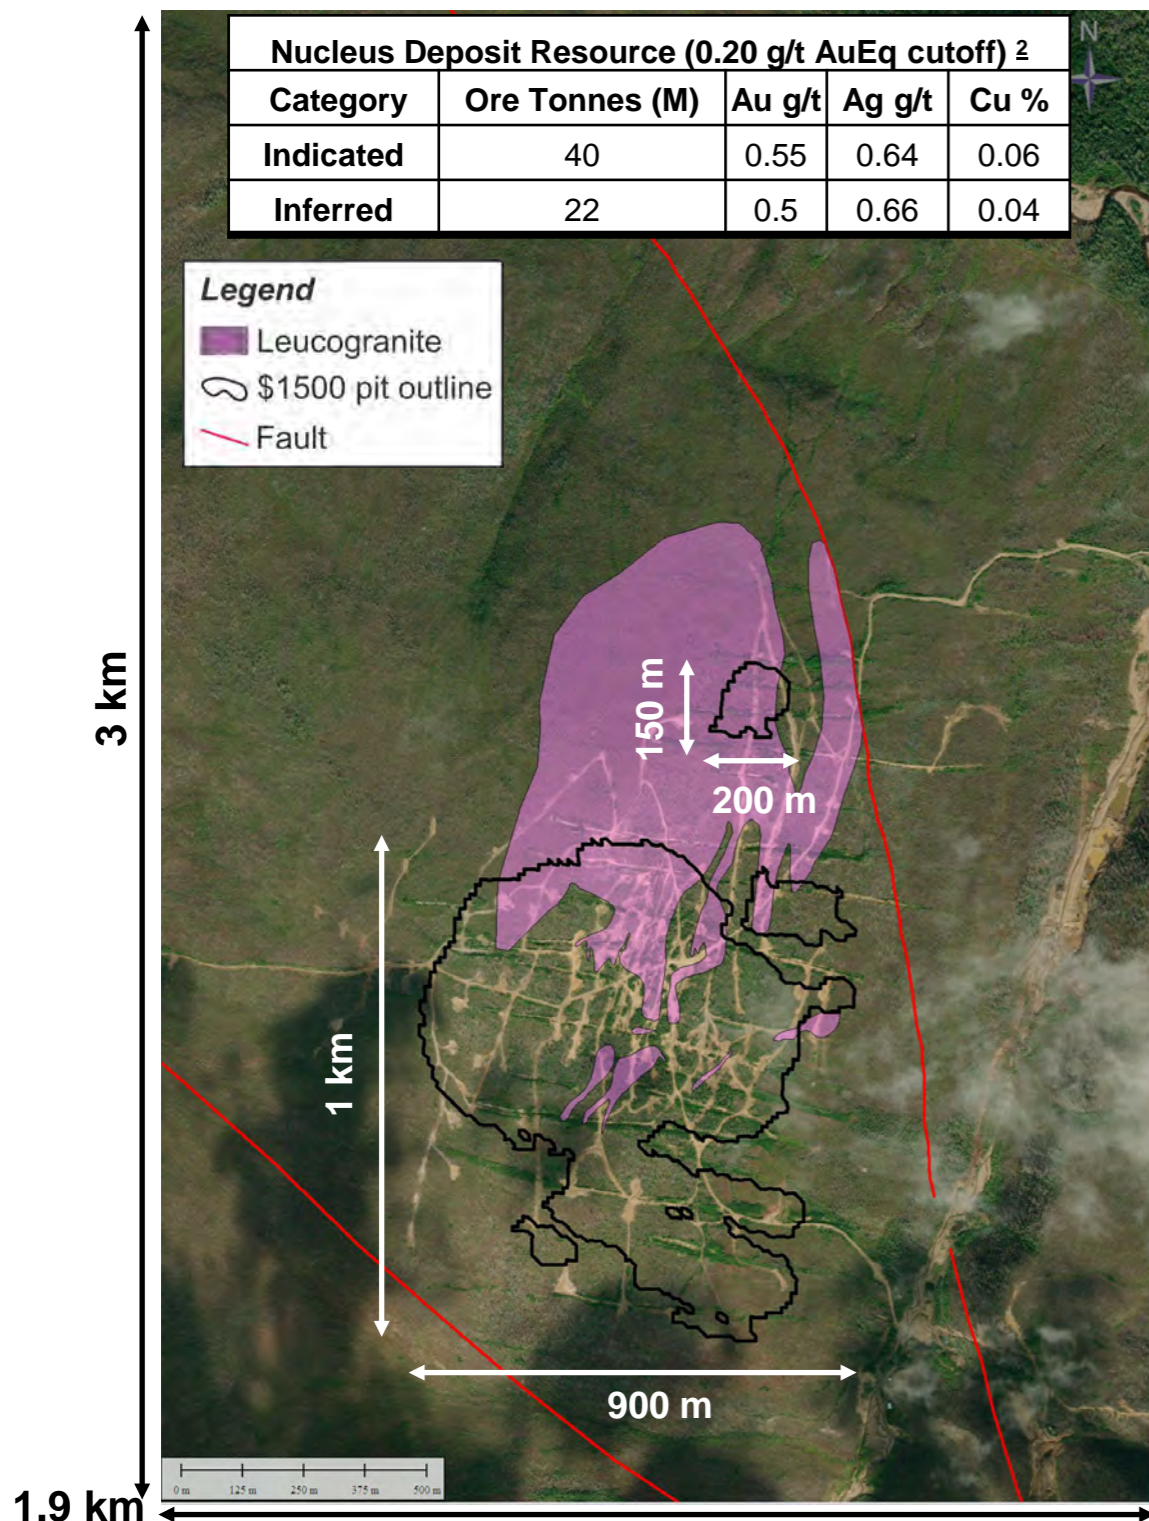 Nucleus Deposit Resource (0.20 g/t AuEq cutoff) 2
Category Ore Tonnes (M) Au g/t Ag g/t Cu %
Indicated 40 0.55 0.64 0.06
Inferred 22 0.5 0.66 0.04
N
Legend
Leucogranite
$1500 pit outline
Fault
3 km
150 m
200 m
1 km
900 m
0 m 125 m 250 m 375 m 500 m
1.9 km